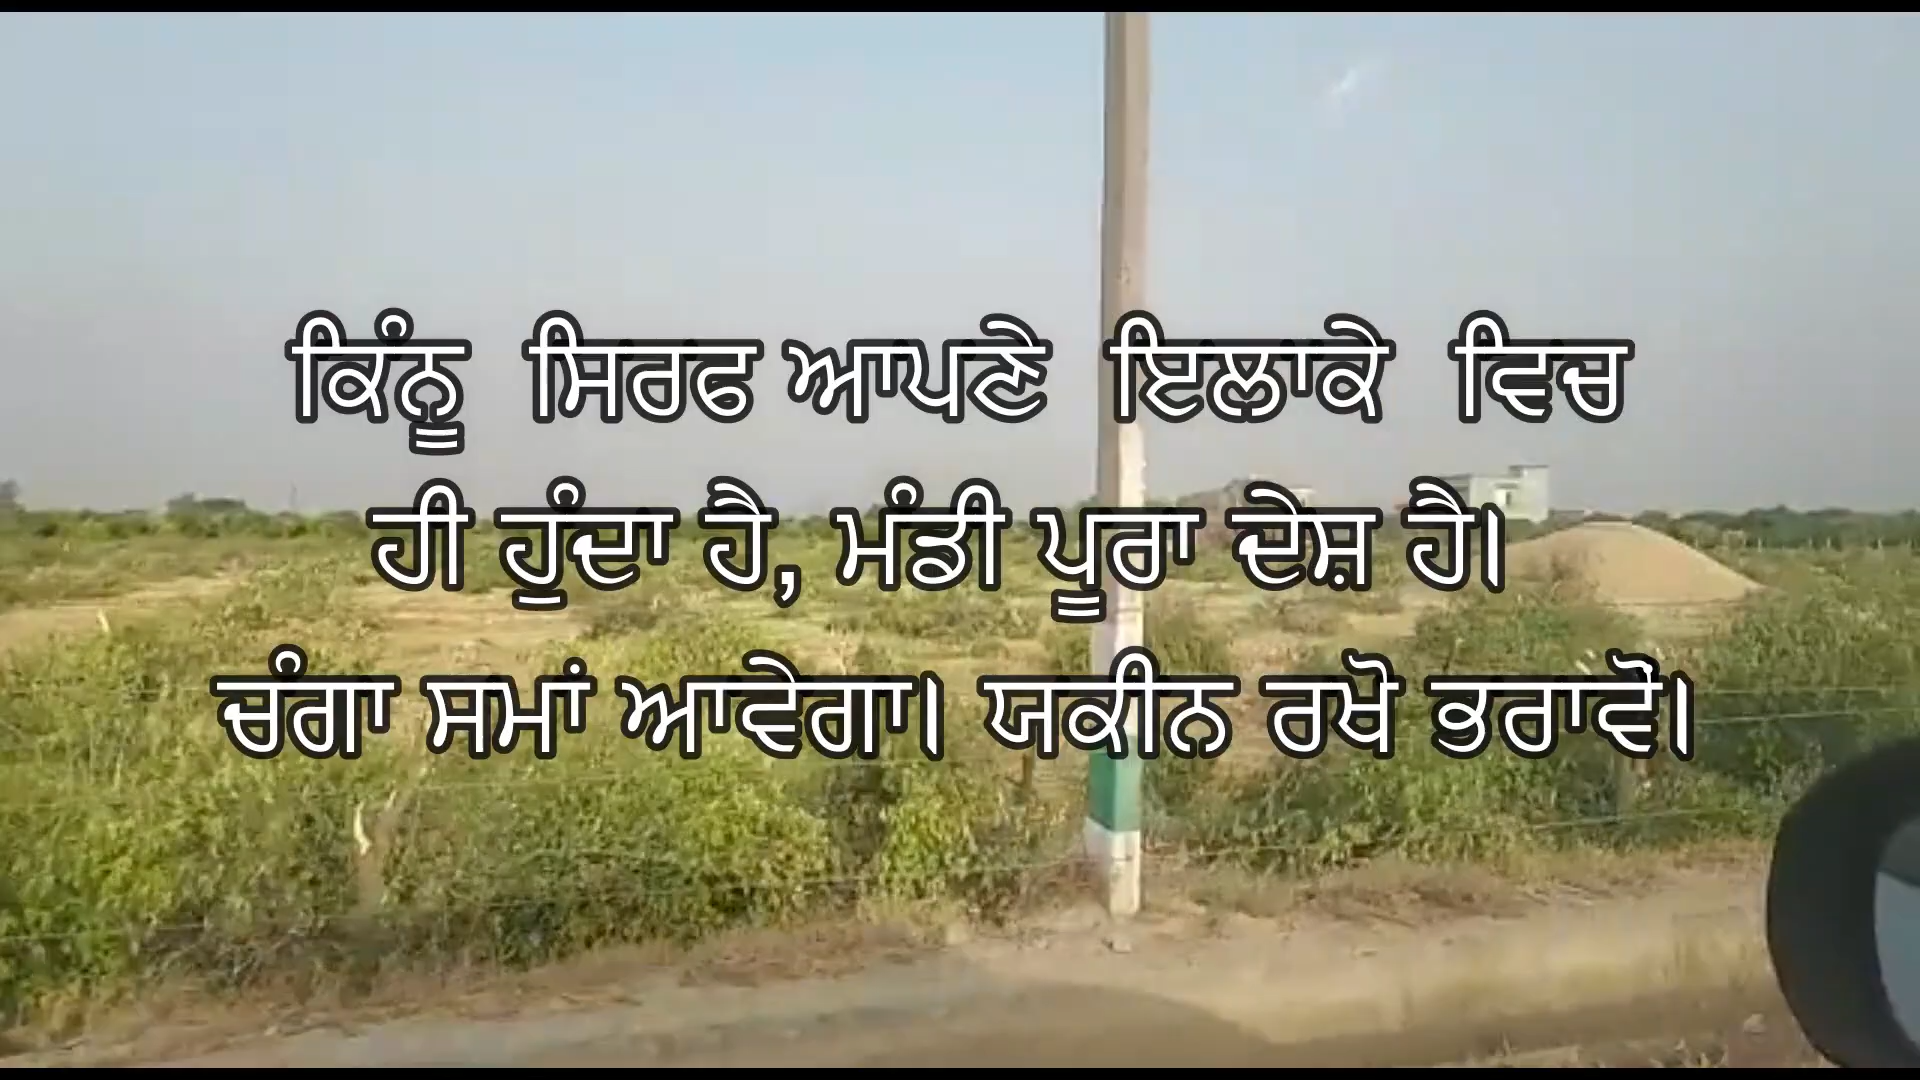 ਕਿੰਨੂ ਸਿਰਫ ਆਪਣੇ ਇਲਾਕੇ ਵਿਚ
ਹੀ ਹੁੰਦਾ ਹੈ, ਮੰਡੀ ਪੂਰਾ ਦੇਸ਼ ਹੈ।
ਚੰਗਾ ਸਮਾਂ ਆਵੇਗਾ। ਯਕੀਨ ਰਖੋ ਭਰਾਵੋਂ।